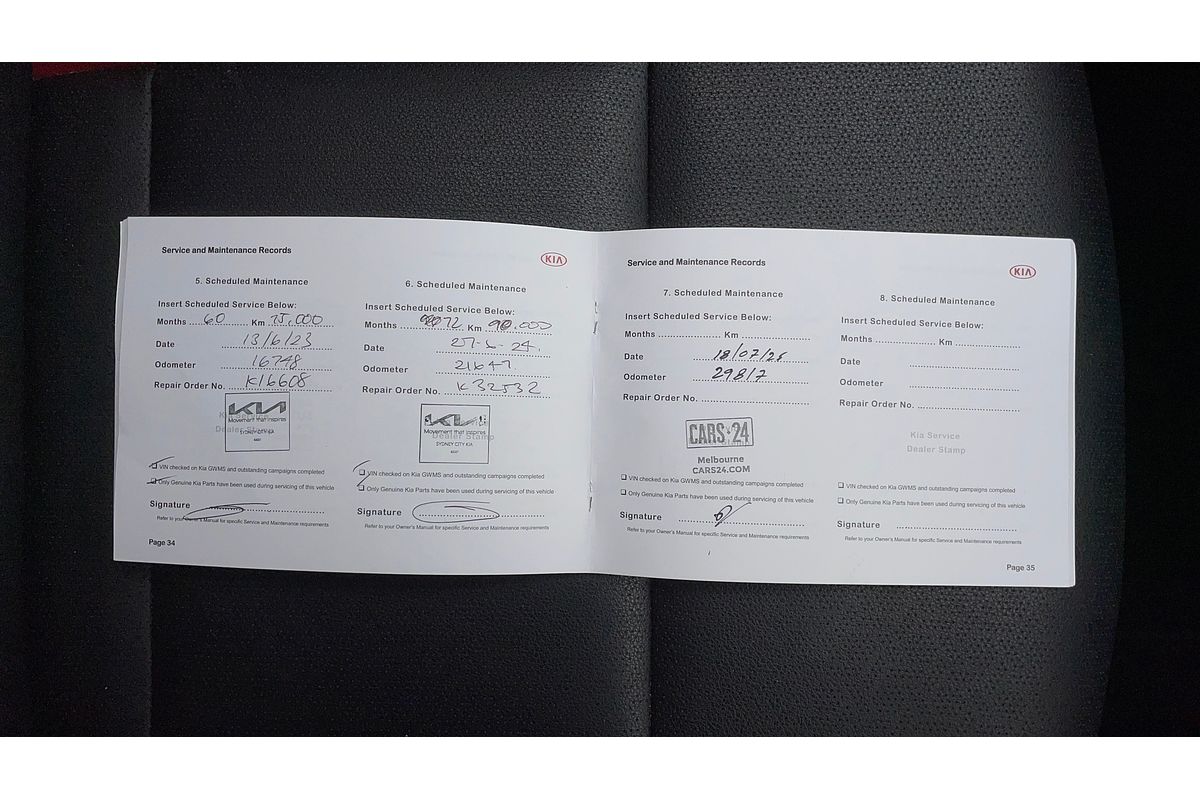 Service and Maintenance Records
KIA
5. Scheduled Maintenance
Insert Scheduled Service Below:
Months ....60.... Km 75,000
Date 13/6/23
Odometer 16748
Repair Order No. K16608
KIA
Movement that inspires
SYDNEY CITY KIA
VIN checked on Kia GWMS and outstanding campaigns completed
Only Genuine Kia Parts have been used during servicing of this vehicle
Signature
Refer to your Owner's Manual for specific Service and Maintenance requirements
Page 34
6. Scheduled Maintenance
Insert Scheduled Service Below:
Months 72 Km 90,000
Date 27-6-24
Odometer 21647
Repair Order No. K32532
KIA
Movement that inspires
Dealer Stamp
SYDNEY CITY KIA
VIN checked on Kia GWMS and outstanding campaigns completed
Only Genuine Kia Parts have been used during servicing of this vehicle
Signature
Refer to your Owner's Manual for specific Service and Maintenance requirements
Service and Maintenance Records
KIA
7. Scheduled Maintenance
Insert Scheduled Service Below:
Months Km
Date 18/07/25
Odometer 29817
Repair Order No.
CARS24
Melbourne
CARS24.COM
VIN checked on Kia GWMS and outstanding campaigns completed
Only Genuine Kia Parts have been used during servicing of this vehicle
Signature
Refer to your Owner's Manual for specific Service and Maintenance requirements
8. Scheduled Maintenance
Insert Scheduled Service Below:
Months Km
Date
Odometer
Repair Order No.
Kia Service
Dealer Stamp
VIN checked on Kia GWMS and outstanding campaigns completed
Only Genuine Kia Parts have been used during servicing of this vehicle
Signature
Refer to your Owner's Manual for specific Service and Maintenance requirements
Page 35